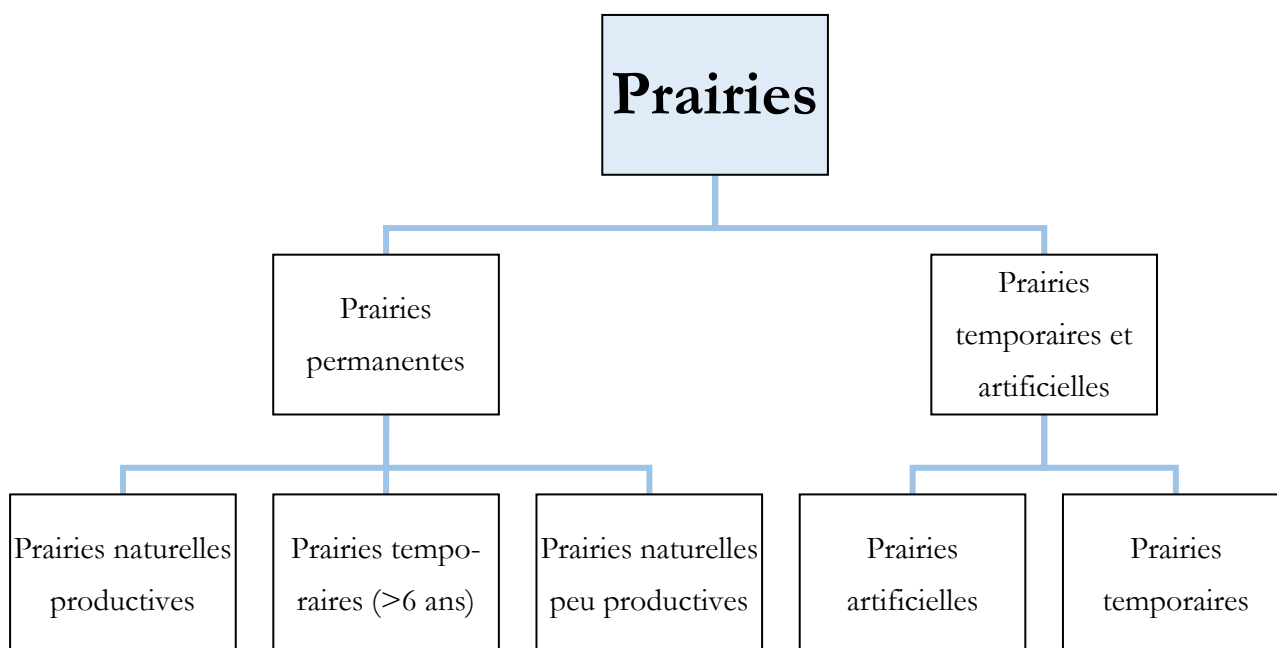 Prairies
Prairies
permanentes
Prairies
temporaires et
artificielles
Prairies naturelles
productives
Prairies tempo-
raires (>6 ans)
Prairies naturelles
peu productives
Prairies
artificielles
Prairies
temporaires